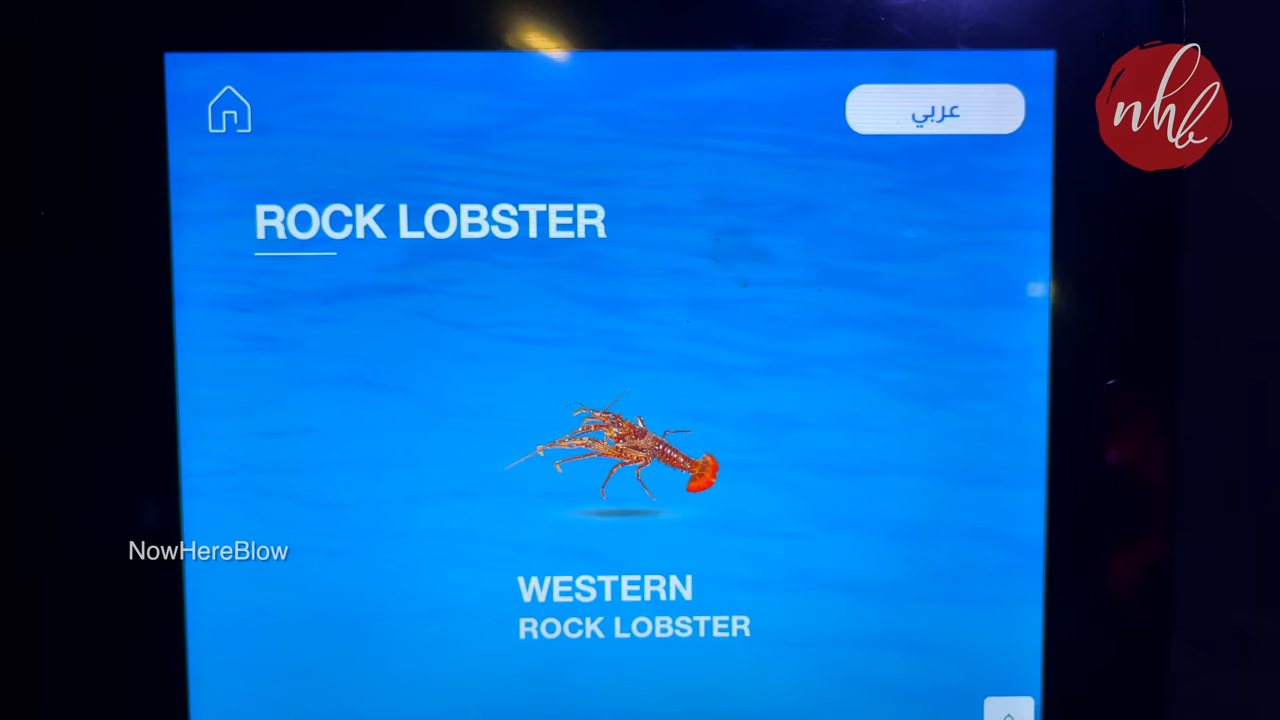 عربي
nhb
ROCK LOBSTER
NowHereBlow
WESTERN
ROCK LOBSTER